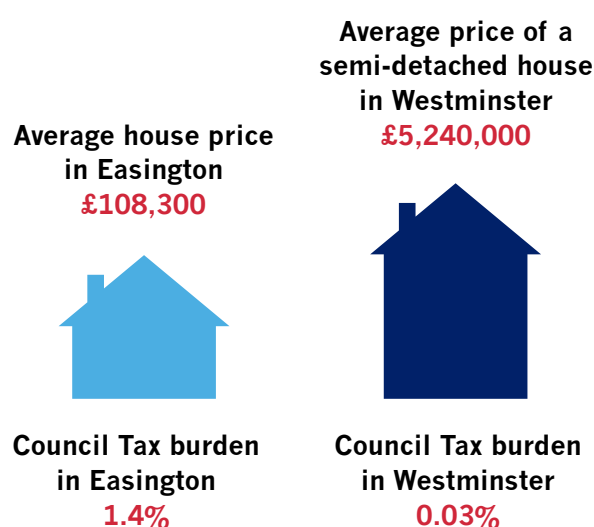 Average house price
in Easington
£108,300
Council Tax burden
in Easington
1.4%
Average price of a
semi-detached house
in Westminster
£5,240,000
Council Tax burden
in Westminster
0.03%